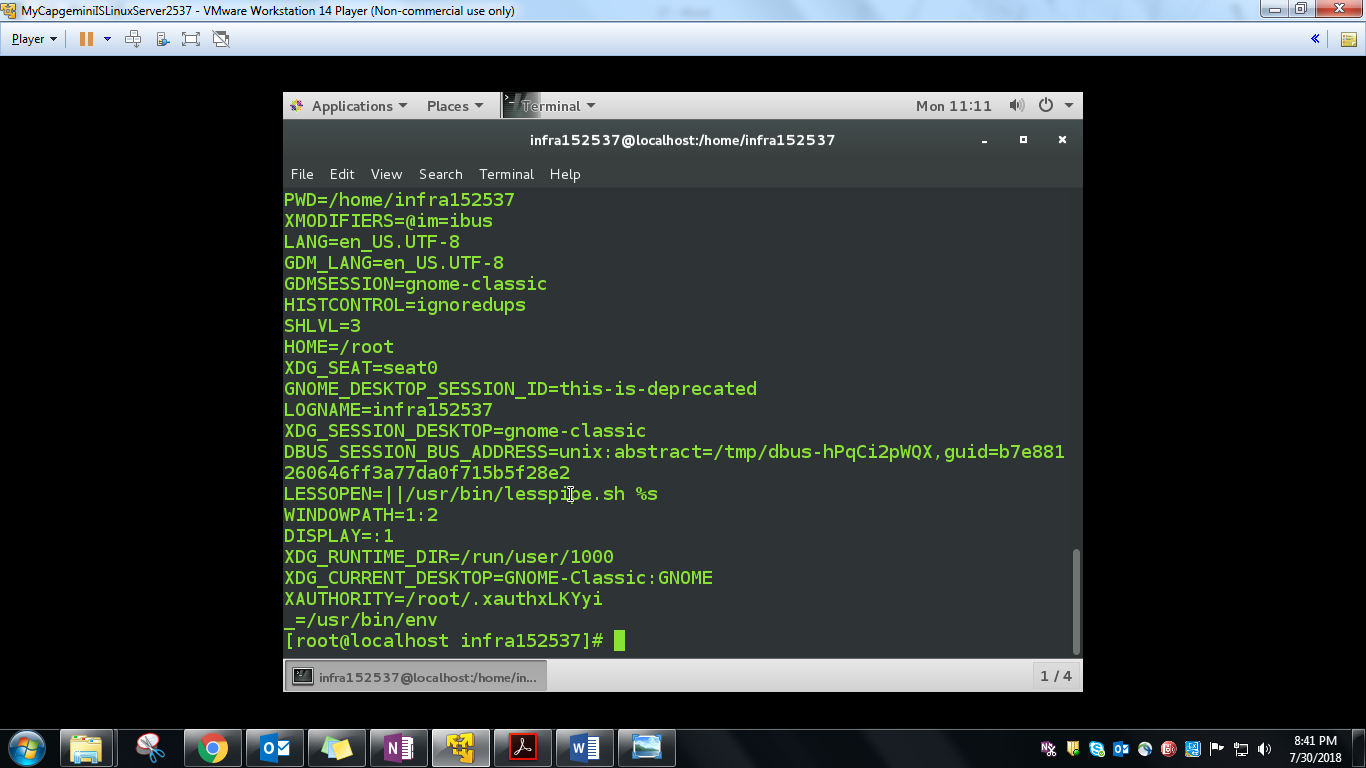 MyCapgeminiISLinuxServer2537 - VMware Workstation 14 Player (Non-commercial use only)
Player
Applications Places Terminal Mon 11:11
infra152537@localhost:/home/infra152537
File Edit View Search Terminal Help
PWD=/home/infra152537
XMODIFIERS=@im=ibus
LANG=en_US.UTF-8
GDM_LANG=en_US.UTF-8
GDMSESSION=gnome-classic
HISTCONTROL=ignoredups
SHLVL=3
HOME=/root
XDG_SEAT=seat0
GNOME_DESKTOP_SESSION_ID=this-is-deprecated
LOGNAME=infra152537
XDG_SESSION_DESKTOP=gnome-classic
DBUS_SESSION_BUS_ADDRESS=unix:abstract=/tmp/dbus-hPqCi2pWQX,guid=b7e881
260646ff3a77da0f715b5f28e2
LESSOPEN=||/usr/bin/lesspipe.sh %s
WINDOWPATH=1:2
DISPLAY=:1
XDG_RUNTIME_DIR=/run/user/1000
XDG_CURRENT_DESKTOP=GNOME-Classic:GNOME
XAUTHORITY=/root/.xauthxLKYyi
_=/usr/bin/env
[root@localhost infra152537]#
infra152537@localhost:/home/in... 1 / 4
8:41 PM
7/30/2018